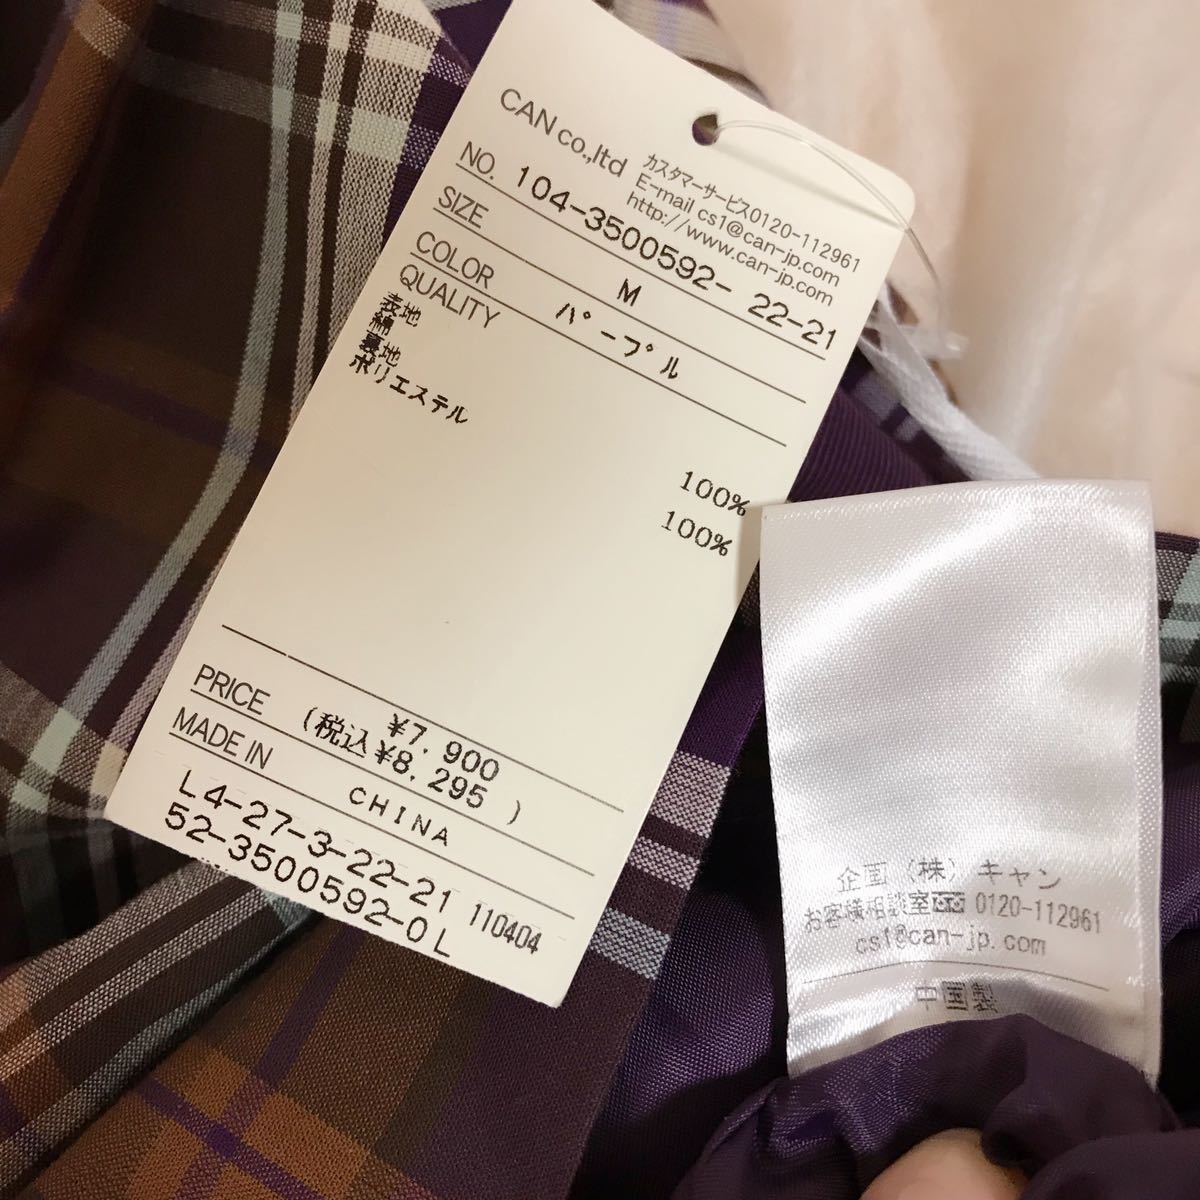 CAN co.,ltd
カスタマーサービス0120-112961
E-mail cs1@can-jp.com
http://www.can-jp.com
NO. 104-3500592- 22-21
SIZE M
COLOR パープル
QUALITY
表地
綿 100%
裏地
ポリエステル 100%
PRICE ¥7,900
(税込¥8,295 )
MADE IN CHINA
L4-27-3-22-21 110404
52-3500592-0L
企画（株）キャン
お客様相談室 0120-112961
cs1@can-jp.com
中国製